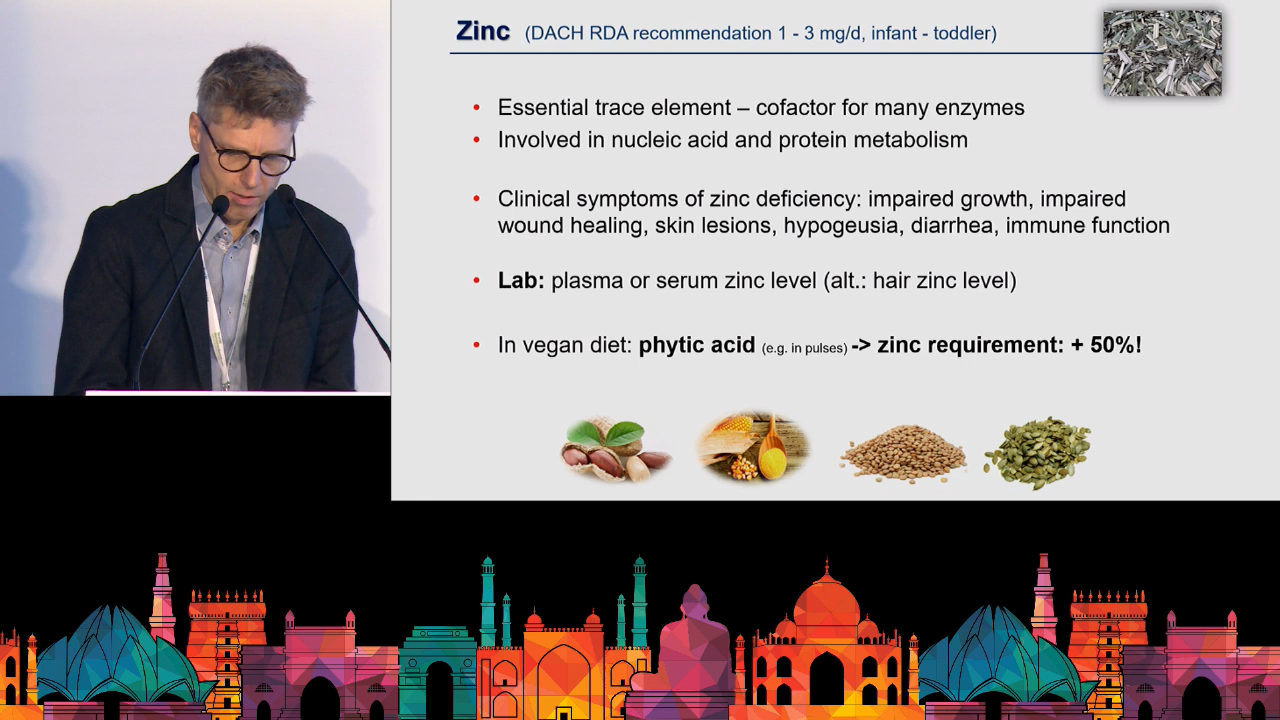 Zinc (DACH RDA recommendation 1 - 3 mg/d, infant - toddler)
• Essential trace element – cofactor for many enzymes
• Involved in nucleic acid and protein metabolism
• Clinical symptoms of zinc deficiency: impaired growth, impaired
wound healing, skin lesions, hypogeusia, diarrhea, immune function
• Lab: plasma or serum zinc level (alt.: hair zinc level)
• In vegan diet: phytic acid (e.g. in pulses) -> zinc requirement: + 50%!